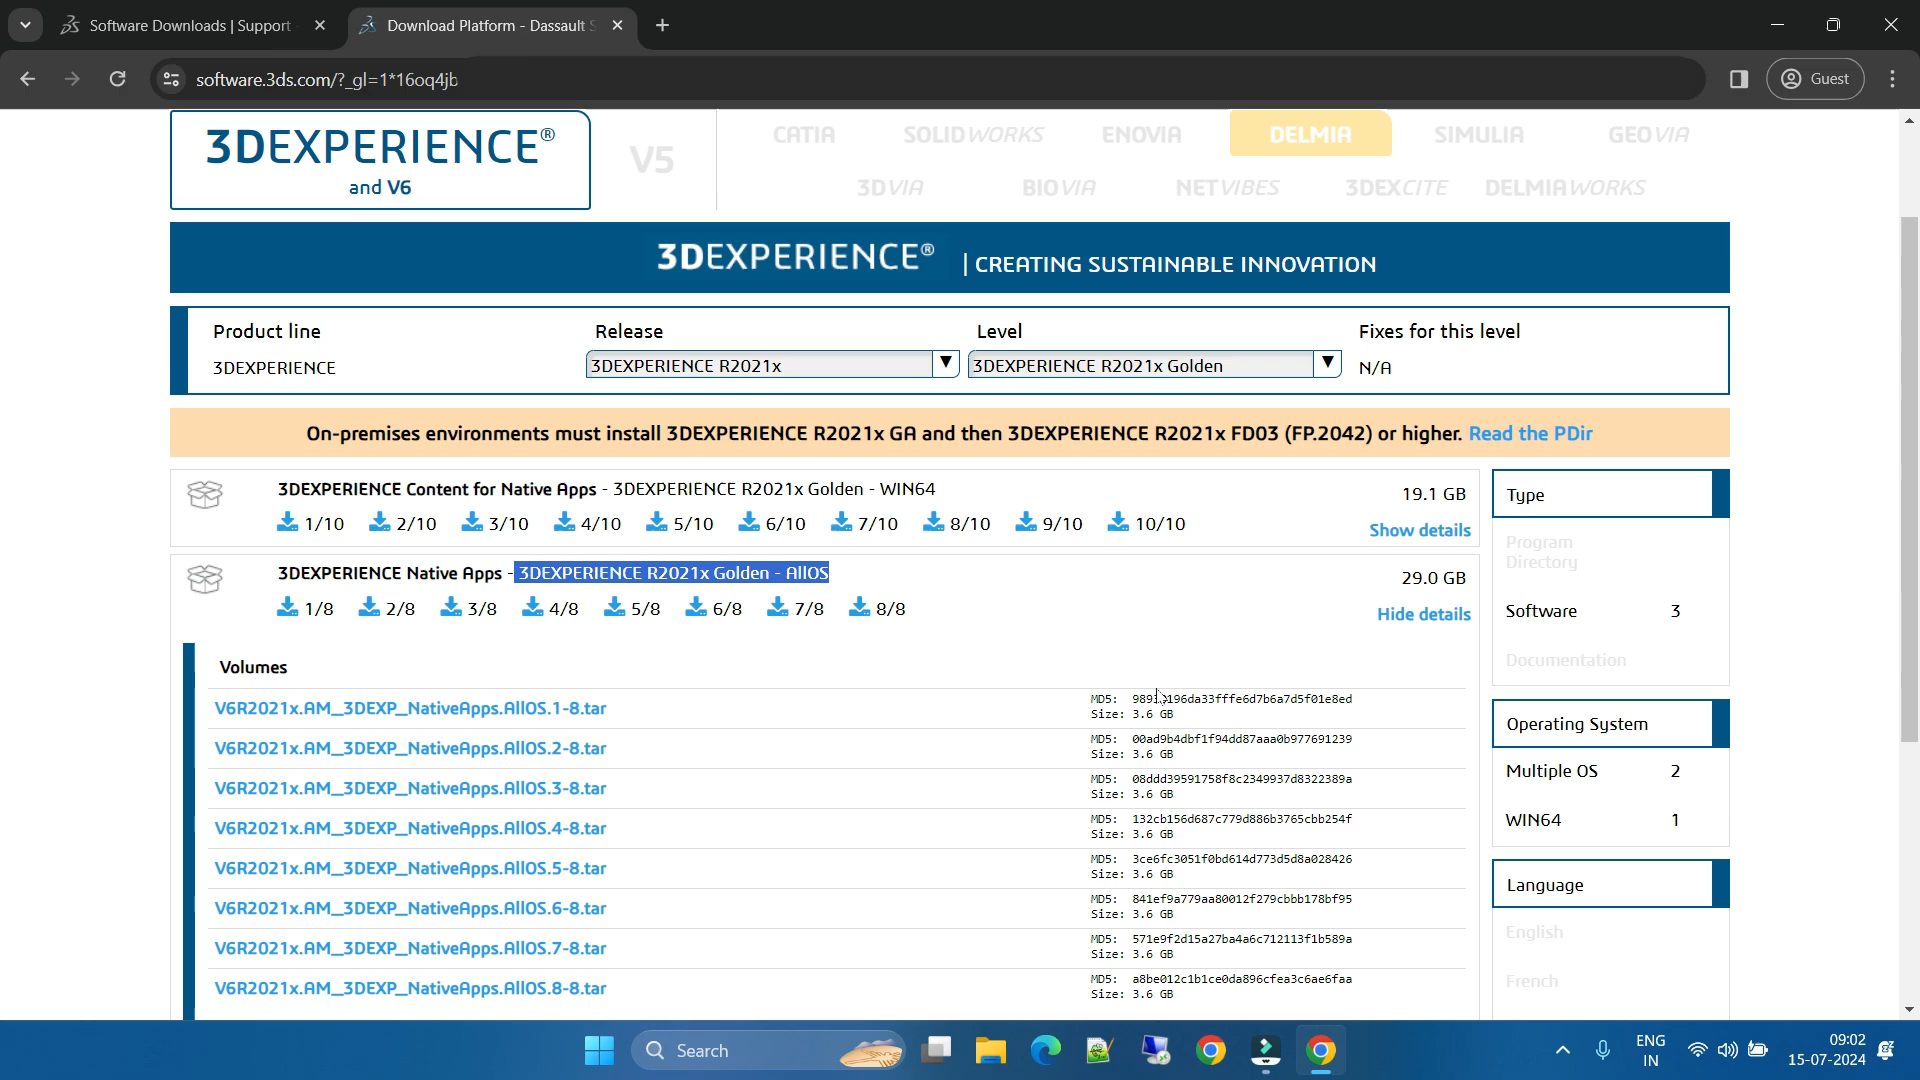 Software Downloads | Support
Download Platform - Dassault S
software.3ds.com/?_gl=1*16oq4jb
Guest
3DEXPERIENCE®
and V6
V5
CATIA SOLIDWORKS ENOVIA DELMIA SIMULIA GEOVIA
3DVIA BIOVIA NETVIBES 3DEXCITE DELMIAWORKS
3DEXPERIENCE® | CREATING SUSTAINABLE INNOVATION
Product line Release Level Fixes for this level
3DEXPERIENCE 3DEXPERIENCE R2021x 3DEXPERIENCE R2021x Golden N/A
On-premises environments must install 3DEXPERIENCE R2021x GA and then 3DEXPERIENCE R2021x FD03 (FP.2042) or higher. Read the PDir
3DEXPERIENCE Content for Native Apps - 3DEXPERIENCE R2021x Golden - WIN64 19.1 GB
1/10 2/10 3/10 4/10 5/10 6/10 7/10 8/10 9/10 10/10
Show details
3DEXPERIENCE Native Apps - 3DEXPERIENCE R2021x Golden - AllOS 29.0 GB
1/8 2/8 3/8 4/8 5/8 6/8 7/8 8/8
Hide details
Volumes
V6R2021x.AM_3DEXP_NativeApps.AllOS.1-8.tar
MD5:
Size: 3.6 GB
V6R2021x.AM_3DEXP_NativeApps.AllOS.2-8.tar
MD5: 00ad9b4dbf1f94dd87aaa0b977691239
Size: 3.6 GB
V6R2021x.AM_3DEXP_NativeApps.AllOS.3-8.tar
MD5: 08ddd39591758f8c2349937d8322389a
Size: 3.6 GB
V6R2021x.AM_3DEXP_NativeApps.AllOS.4-8.tar
MD5: 132cb156d687c779d886b3765cbb254f
Size: 3.6 GB
V6R2021x.AM_3DEXP_NativeApps.AllOS.5-8.tar
MD5: 3ce6fc3051f0bd614d773d5d8a028426
Size: 3.6 GB
V6R2021x.AM_3DEXP_NativeApps.AllOS.6-8.tar
MD5: 841ef9a779aa80012f279cbbb178bf95
Size: 3.6 GB
V6R2021x.AM_3DEXP_NativeApps.AllOS.7-8.tar
MD5: 571e9f2d15a27ba4a6c712113f1b589a
Size: 3.6 GB
V6R2021x.AM_3DEXP_NativeApps.AllOS.8-8.tar
MD5: a8be012c1b1ce0da896cfea3c6ae6faa
Size: 3.6 GB
Type
Program
Directory
Software 3
Documentation
Operating System
Multiple OS 2
WIN64 1
Language
English
French
Search
ENG
IN
09:02
15-07-2024